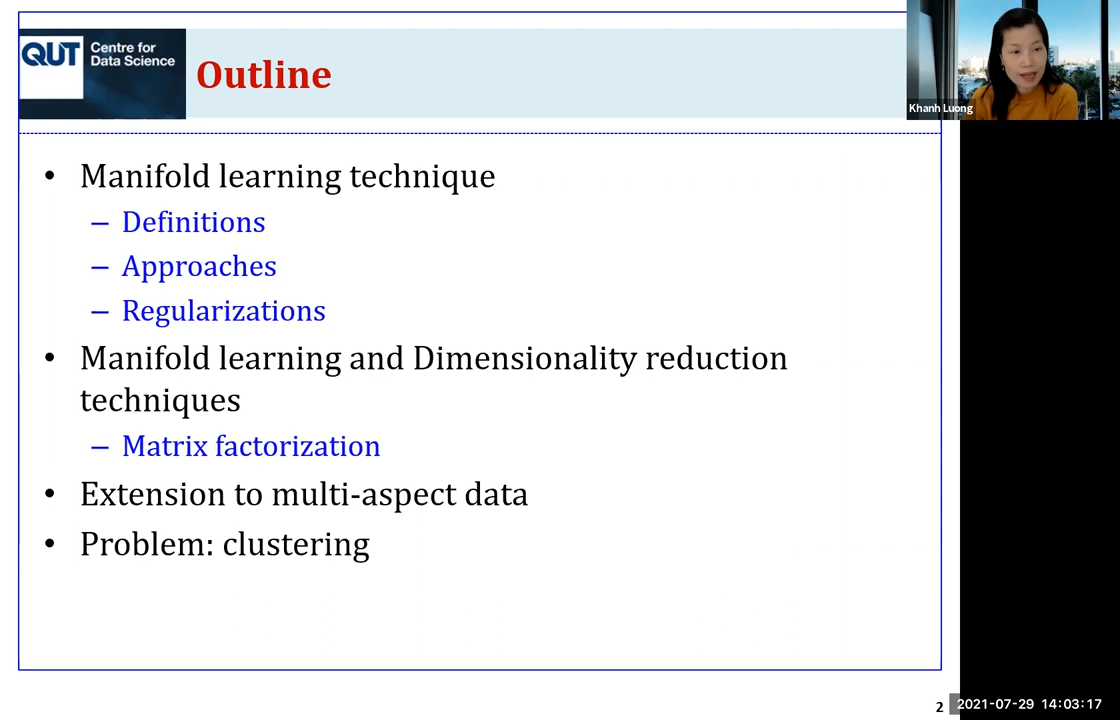 QUT Centre for
Data Science
Outline
Khanh Luong
• Manifold learning technique
– Definitions
– Approaches
– Regularizations
• Manifold learning and Dimensionality reduction
techniques
– Matrix factorization
• Extension to multi-aspect data
• Problem: clustering
2
2021-07-29 14:03:17